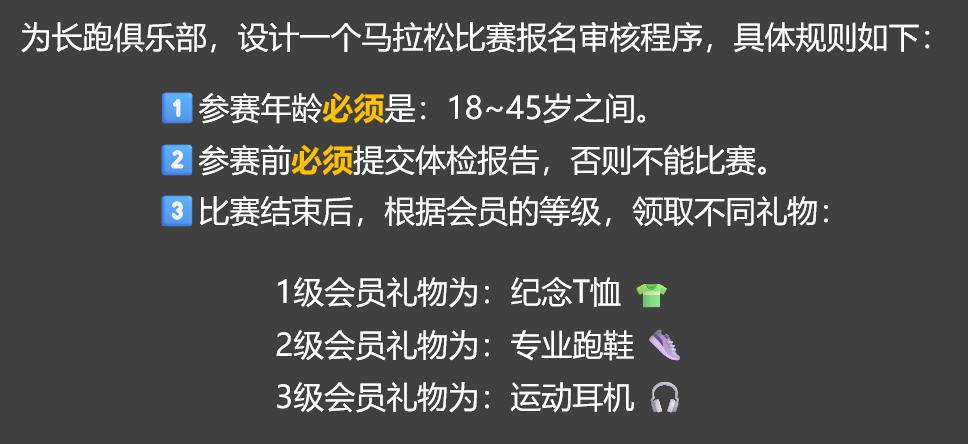 为长跑俱乐部，设计一个马拉松比赛报名审核程序，具体规则如下：
1 参赛年龄必须是：18~45岁之间。
2 参赛前必须提交体检报告，否则不能比赛。
3 比赛结束后，根据会员的等级，领取不同礼物：
1级会员礼物为：纪念T恤
2级会员礼物为：专业跑鞋
3级会员礼物为：运动耳机